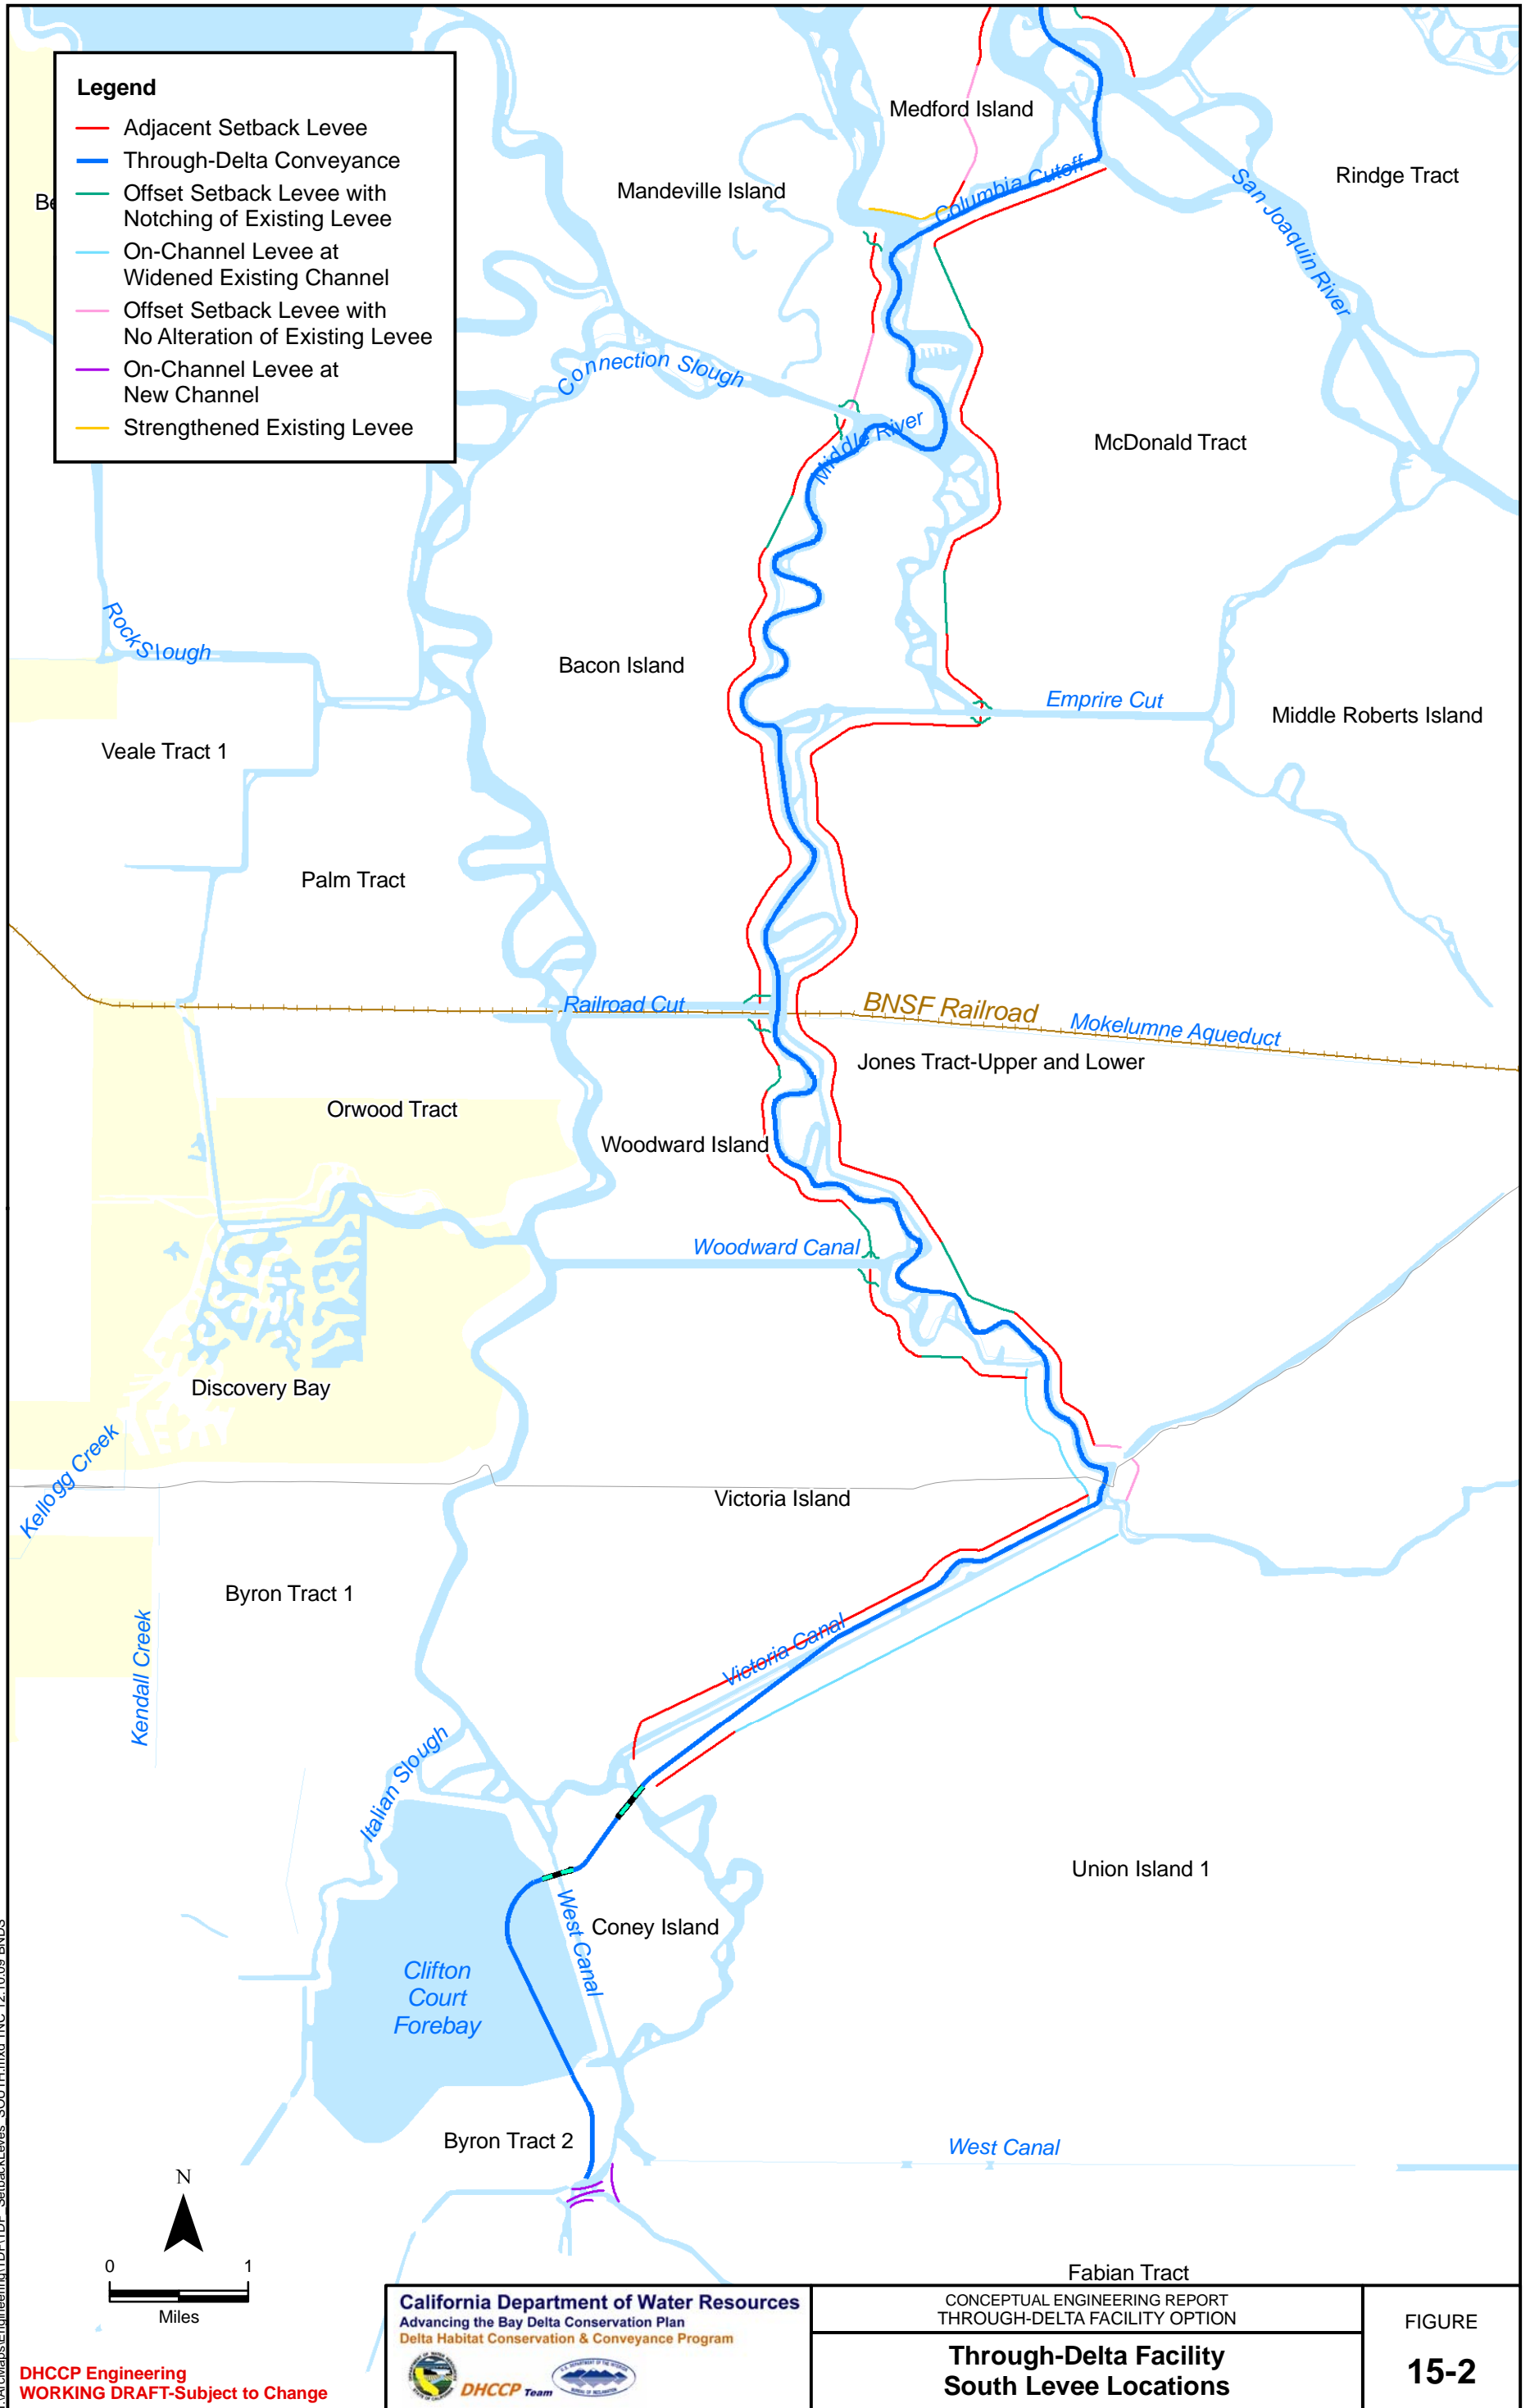 Legend
Adjacent Setback Levee
Through-Delta Conveyance
Offset Setback Levee with
Notching of Existing Levee
On-Channel Levee at
Widened Existing Channel
Offset Setback Levee with
No Alteration of Existing Levee
On-Channel Levee at
New Channel
Strengthened Existing Levee
Be
Medford Island
Mandeville Island
Columbia Cutoff
Rindge Tract
San Joaquin River
Connection Slough
Middle River
McDonald Tract
Rock Slough
Bacon Island
Emprire Cut
Middle Roberts Island
Veale Tract 1
Palm Tract
Railroad Cut
BNSF Railroad
Mokelumne Aqueduct
Jones Tract-Upper and Lower
Orwood Tract
Woodward Island
Woodward Canal
Discovery Bay
Kellogg Creek
Victoria Island
Byron Tract 1
Kendall Creek
Victoria Canal
Italian Slough
Union Island 1
West Canal
Coney Island
Clifton
Court
Forebay
Byron Tract 2
West Canal
N
0 1
Miles
Fabian Tract
California Department of Water Resources
Advancing the Bay Delta Conservation Plan
Delta Habitat Conservation & Conveyance Program
DHCCP Team
CONCEPTUAL ENGINEERING REPORT
THROUGH-DELTA FACILITY OPTION
Through-Delta Facility
South Levee Locations
FIGURE
15-2
DHCCP Engineering
WORKING DRAFT-Subject to Change